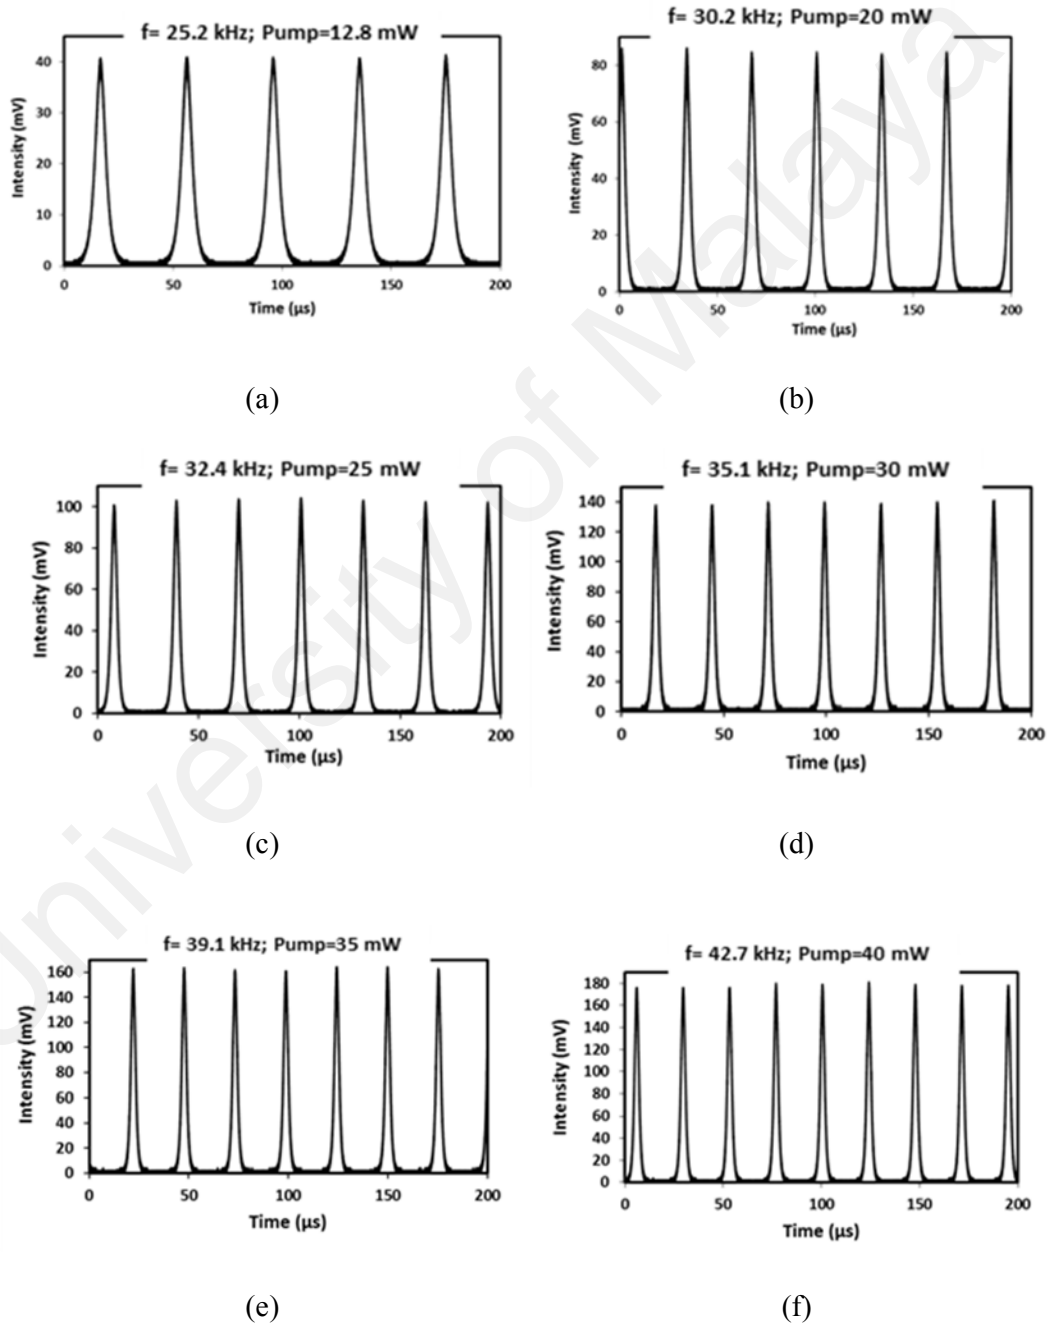 f= 25.2 kHz; Pump=12.8 mW
Intensity (mV)
40
30
20
10
0
0 50 100 150 200
Time (µs)
(a)
f= 30.2 kHz; Pump=20 mW
Intensity (mV)
80
60
40
20
0
0 50 100 150 200
Time (µs)
(b)
f= 32.4 kHz; Pump=25 mW
Intensity (mV)
100
80
60
40
20
0
0 50 100 150 200
Time (µs)
(c)
f= 35.1 kHz; Pump=30 mW
Intensity (mV)
140
120
100
80
60
40
20
0
0 50 100 150 200
Time (µs)
(d)
f= 39.1 kHz; Pump=35 mW
Intensity (mV)
160
140
120
100
80
60
40
20
0
0 50 100 150 200
Time (µs)
(e)
f= 42.7 kHz; Pump=40 mW
Intensity (mV)
180
160
140
120
100
80
60
40
20
0
0 50 100 150 200
Time (µs)
(f)
University of Malaya